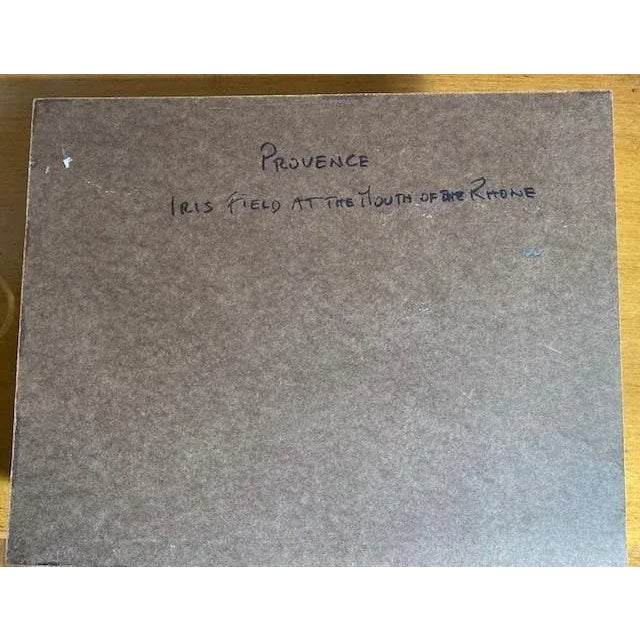 PROVENCE
IRIS FIELD AT THE MOUTH OF THE RHONE